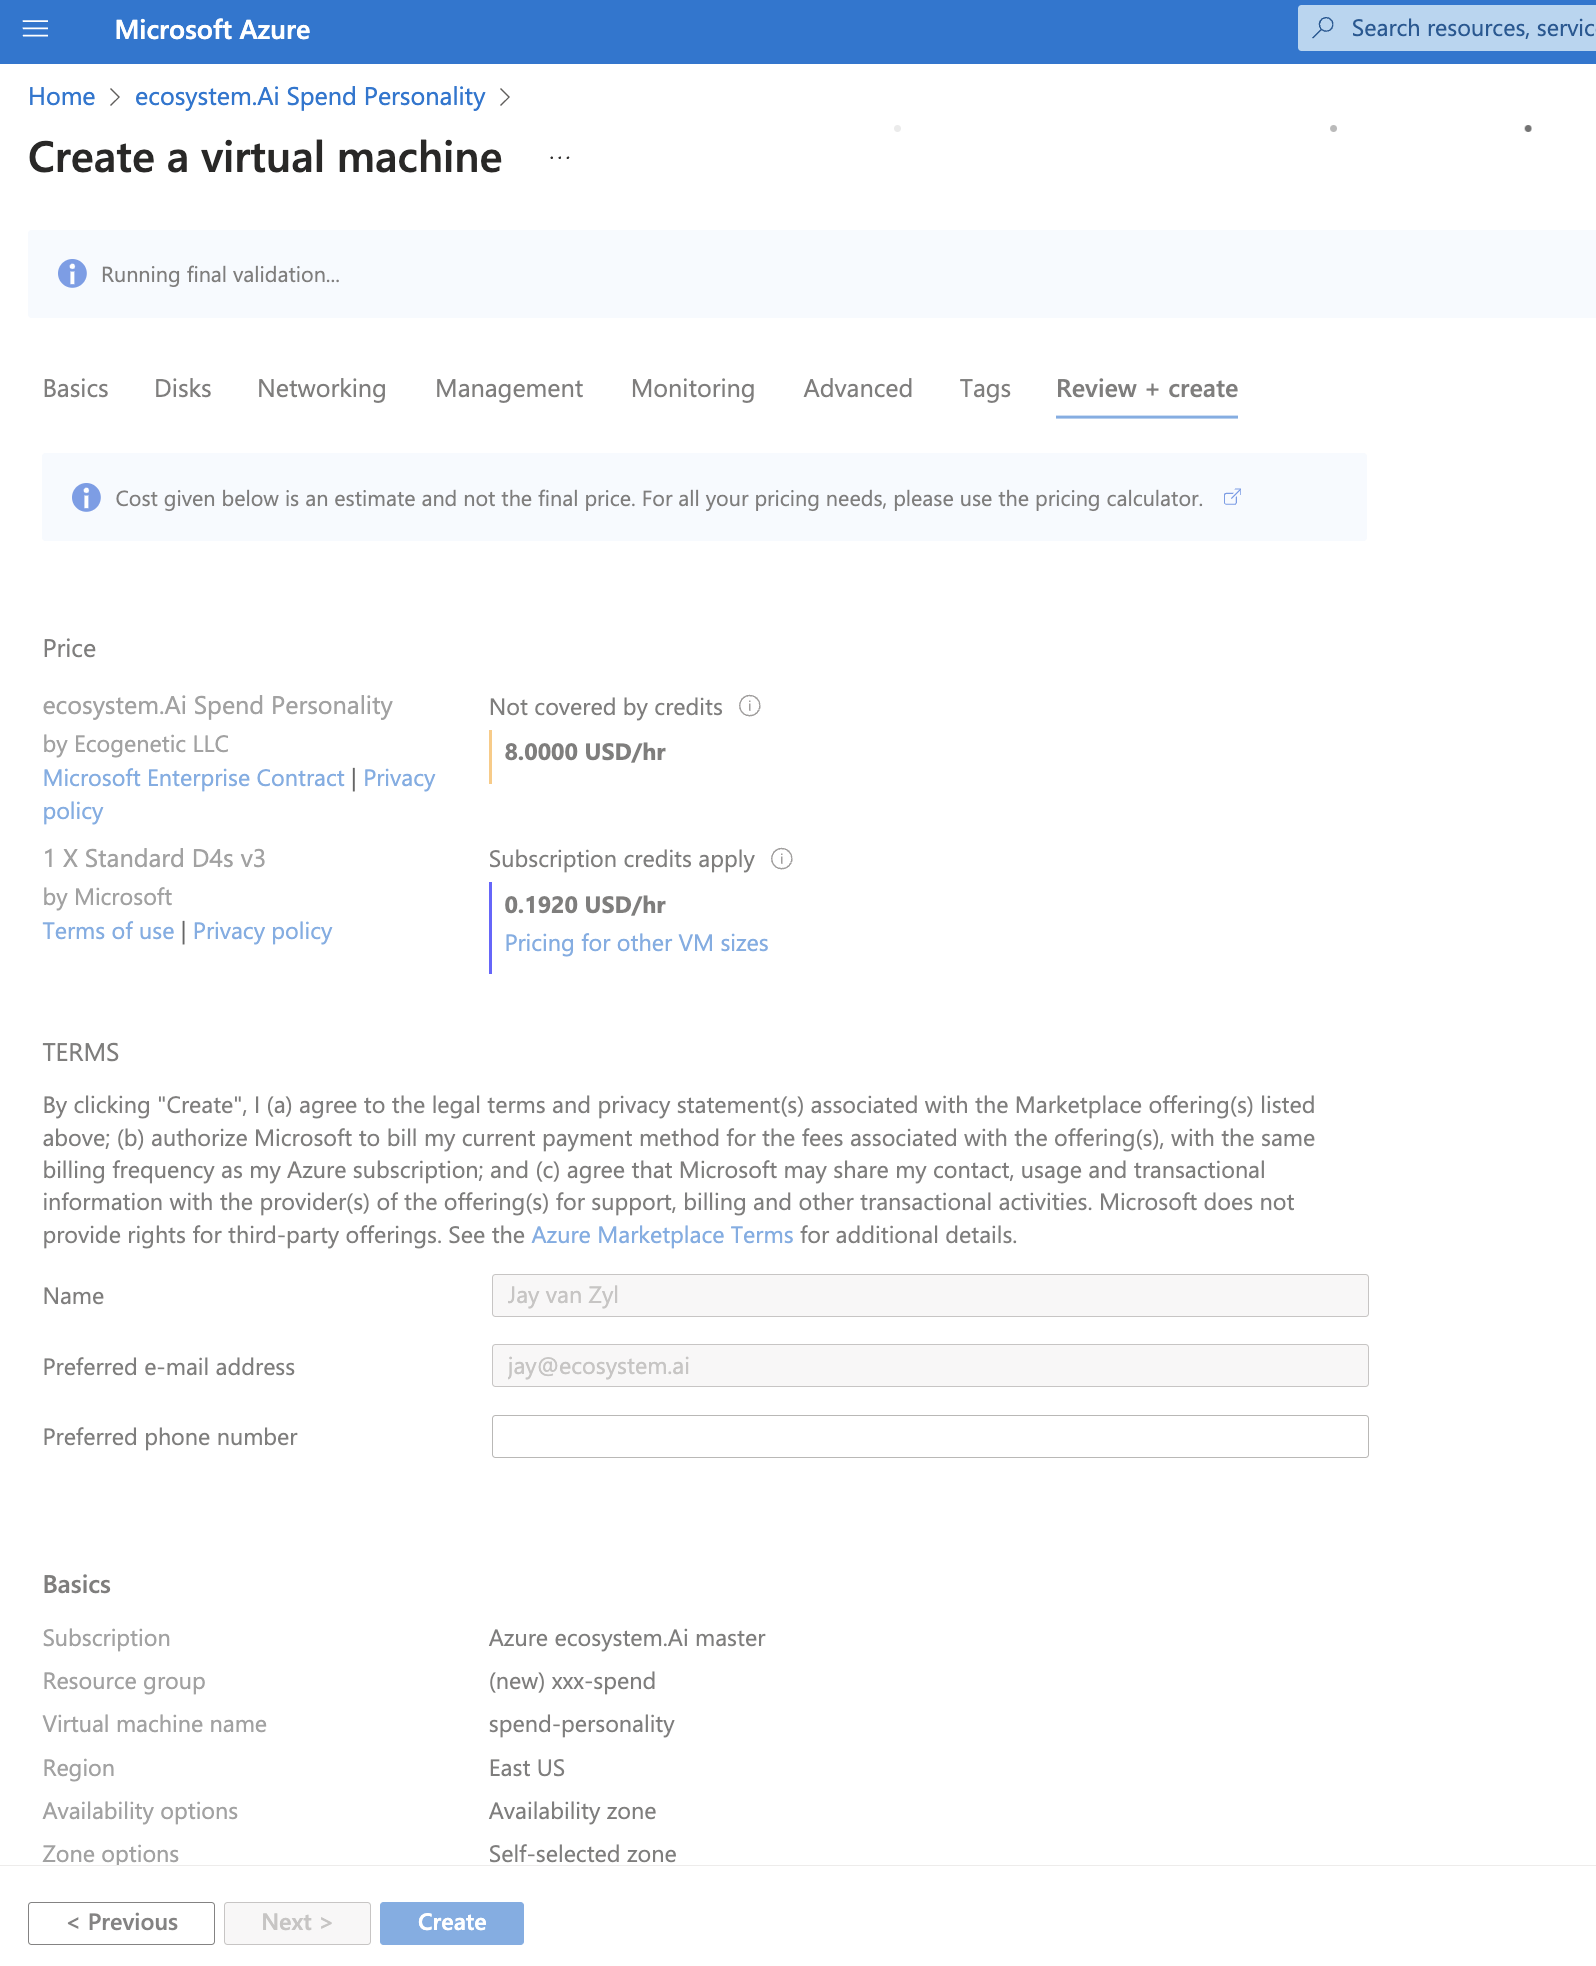 Microsoft Azure
Search resources, servic
Home > ecosystem.Ai Spend Personality >
Create a virtual machine ...
Running final validation...
Basics Disks Networking Management Monitoring Advanced Tags Review + create
Cost given below is an estimate and not the final price. For all your pricing needs, please use the pricing calculator.
Price
ecosystem.Ai Spend Personality
by Ecogenetic LLC
Microsoft Enterprise Contract | Privacy
policy
Not covered by credits
8.0000 USD/hr
1 X Standard D4s v3
by Microsoft
Terms of use | Privacy policy
Subscription credits apply
0.1920 USD/hr
Pricing for other VM sizes
TERMS
By clicking "Create", I (a) agree to the legal terms and privacy statement(s) associated with the Marketplace offering(s) listed
above; (b) authorize Microsoft to bill my current payment method for the fees associated with the offering(s), with the same
billing frequency as my Azure subscription; and (c) agree that Microsoft may share my contact, usage and transactional
information with the provider(s) of the offering(s) for support, billing and other transactional activities. Microsoft does not
provide rights for third-party offerings. See the Azure Marketplace Terms for additional details.
Name Jay van Zyl
Preferred e-mail address jay@ecosystem.ai
Preferred phone number
Basics
Subscription Azure ecosystem.Ai master
Resource group (new) xxx-spend
Virtual machine name spend-personality
Region East US
Availability options Availability zone
Zone options Self-selected zone
< Previous Next > Create